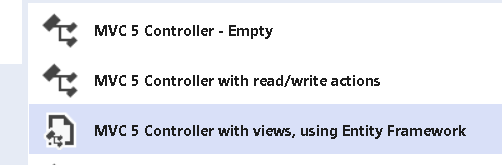 MVC 5 Controller - Empty
MVC 5 Controller with read/write actions
MVC 5 Controller with views, using Entity Framework